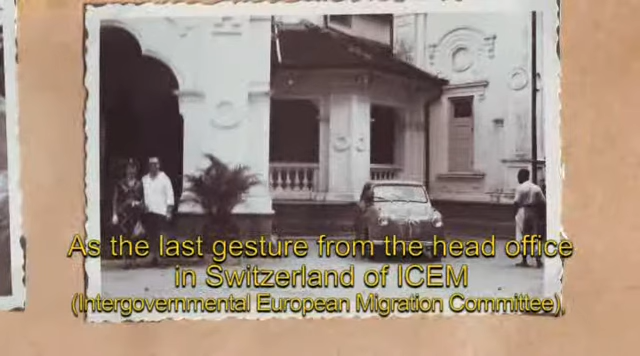 As the last gesture from the head office
in Switzerland of ICEM
(Intergovernmental European Migration Committee),